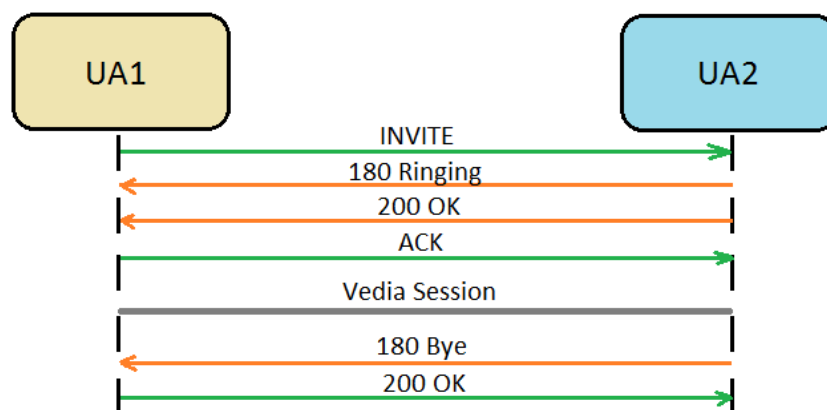 UA1
UA2
INVITE
180 Ringing
200 OK
ACK
Vedia Session
180 Bye
200 OK